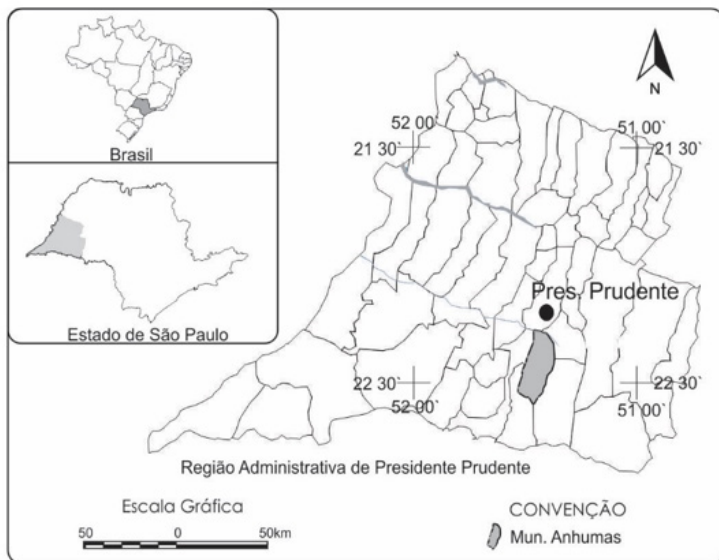 Brasil
Estado de São Paulo
N
52 00`
21 30`
51 00`
21 30`
Pres. Prudente
22 30`
52 00`
22 30`
51 00`
Região Administrativa de Presidente Prudente
Escala Gráfica
50 0 50km
CONVENÇÃO
Mun. Anhumas